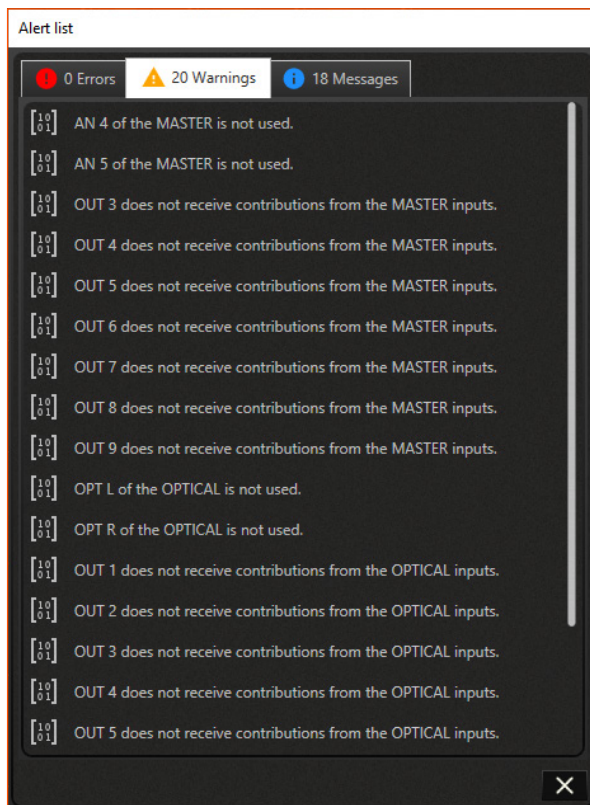 Alert list
0 Errors 20 Warnings 18 Messages
AN 4 of the MASTER is not used.
AN 5 of the MASTER is not used.
OUT 3 does not receive contributions from the MASTER inputs.
OUT 4 does not receive contributions from the MASTER inputs.
OUT 5 does not receive contributions from the MASTER inputs.
OUT 6 does not receive contributions from the MASTER inputs.
OUT 7 does not receive contributions from the MASTER inputs.
OUT 8 does not receive contributions from the MASTER inputs.
OUT 9 does not receive contributions from the MASTER inputs.
OPT L of the OPTICAL is not used.
OPT R of the OPTICAL is not used.
OUT 1 does not receive contributions from the OPTICAL inputs.
OUT 2 does not receive contributions from the OPTICAL inputs.
OUT 3 does not receive contributions from the OPTICAL inputs.
OUT 4 does not receive contributions from the OPTICAL inputs.
OUT 5 does not receive contributions from the OPTICAL inputs.